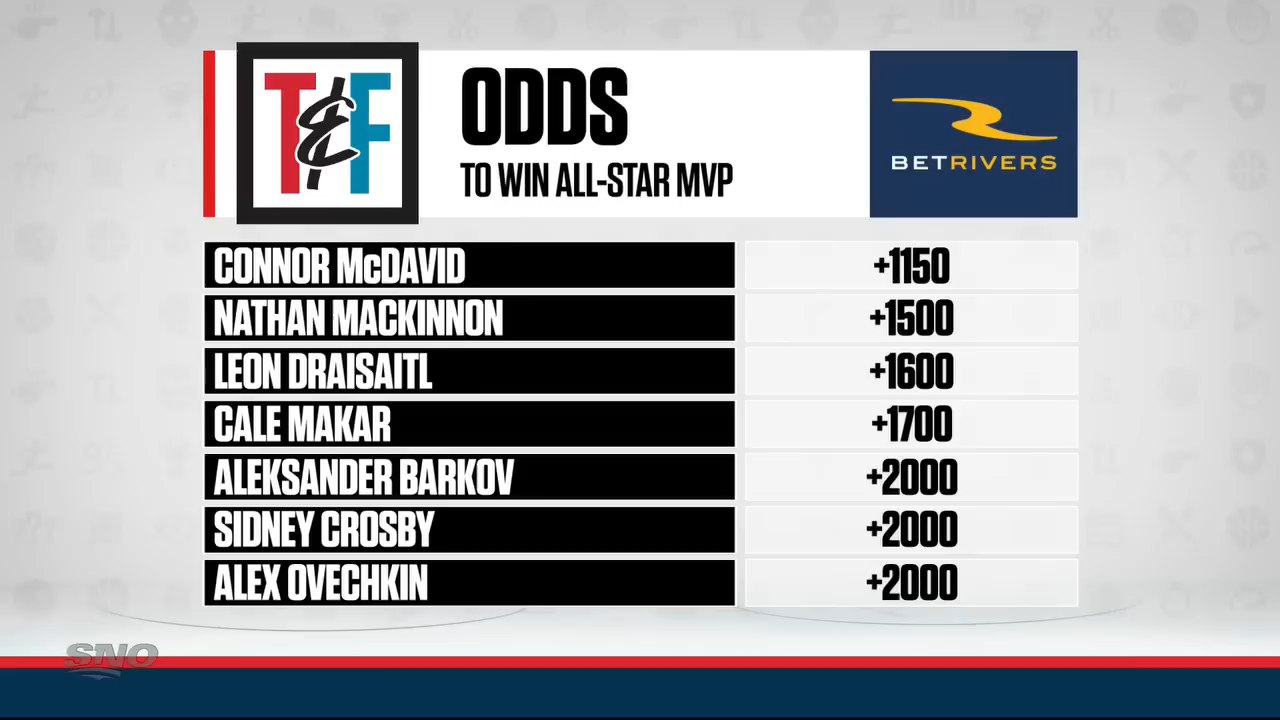 T&F
ODDS
TO WIN ALL-STAR MVP
BETRIVERS
CONNOR McDAVID +1150
NATHAN MACKINNON +1500
LEON DRAISAITL +1600
CALE MAKAR +1700
ALEKSANDER BARKOV +2000
SIDNEY CROSBY +2000
ALEX OVECHKIN +2000
SNO